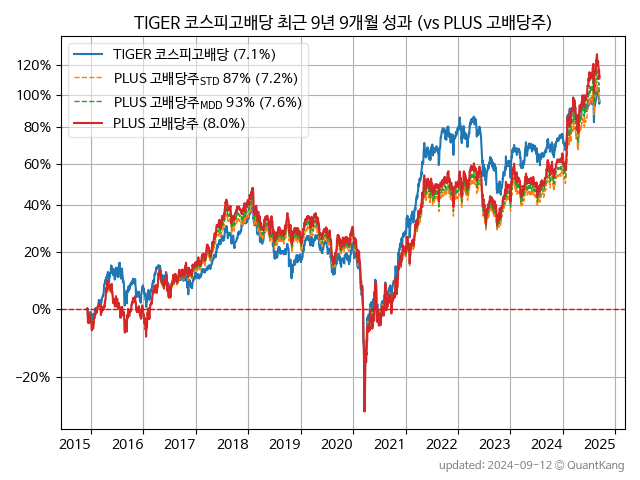 TIGER 코스피고배당 최근 9년 9개월 성과 (vs PLUS 고배당주)
TIGER 코스피고배당 (7.1%)
PLUS 고배당주STD 87% (7.2%)
PLUS 고배당주MDD 93% (7.6%)
PLUS 고배당주 (8.0%)
120%
100%
80%
60%
40%
20%
0%
−20%
2015 2016 2017 2018 2019 2020 2021 2022 2023 2024 2025
updated: 2024-09-12 © QuantKang